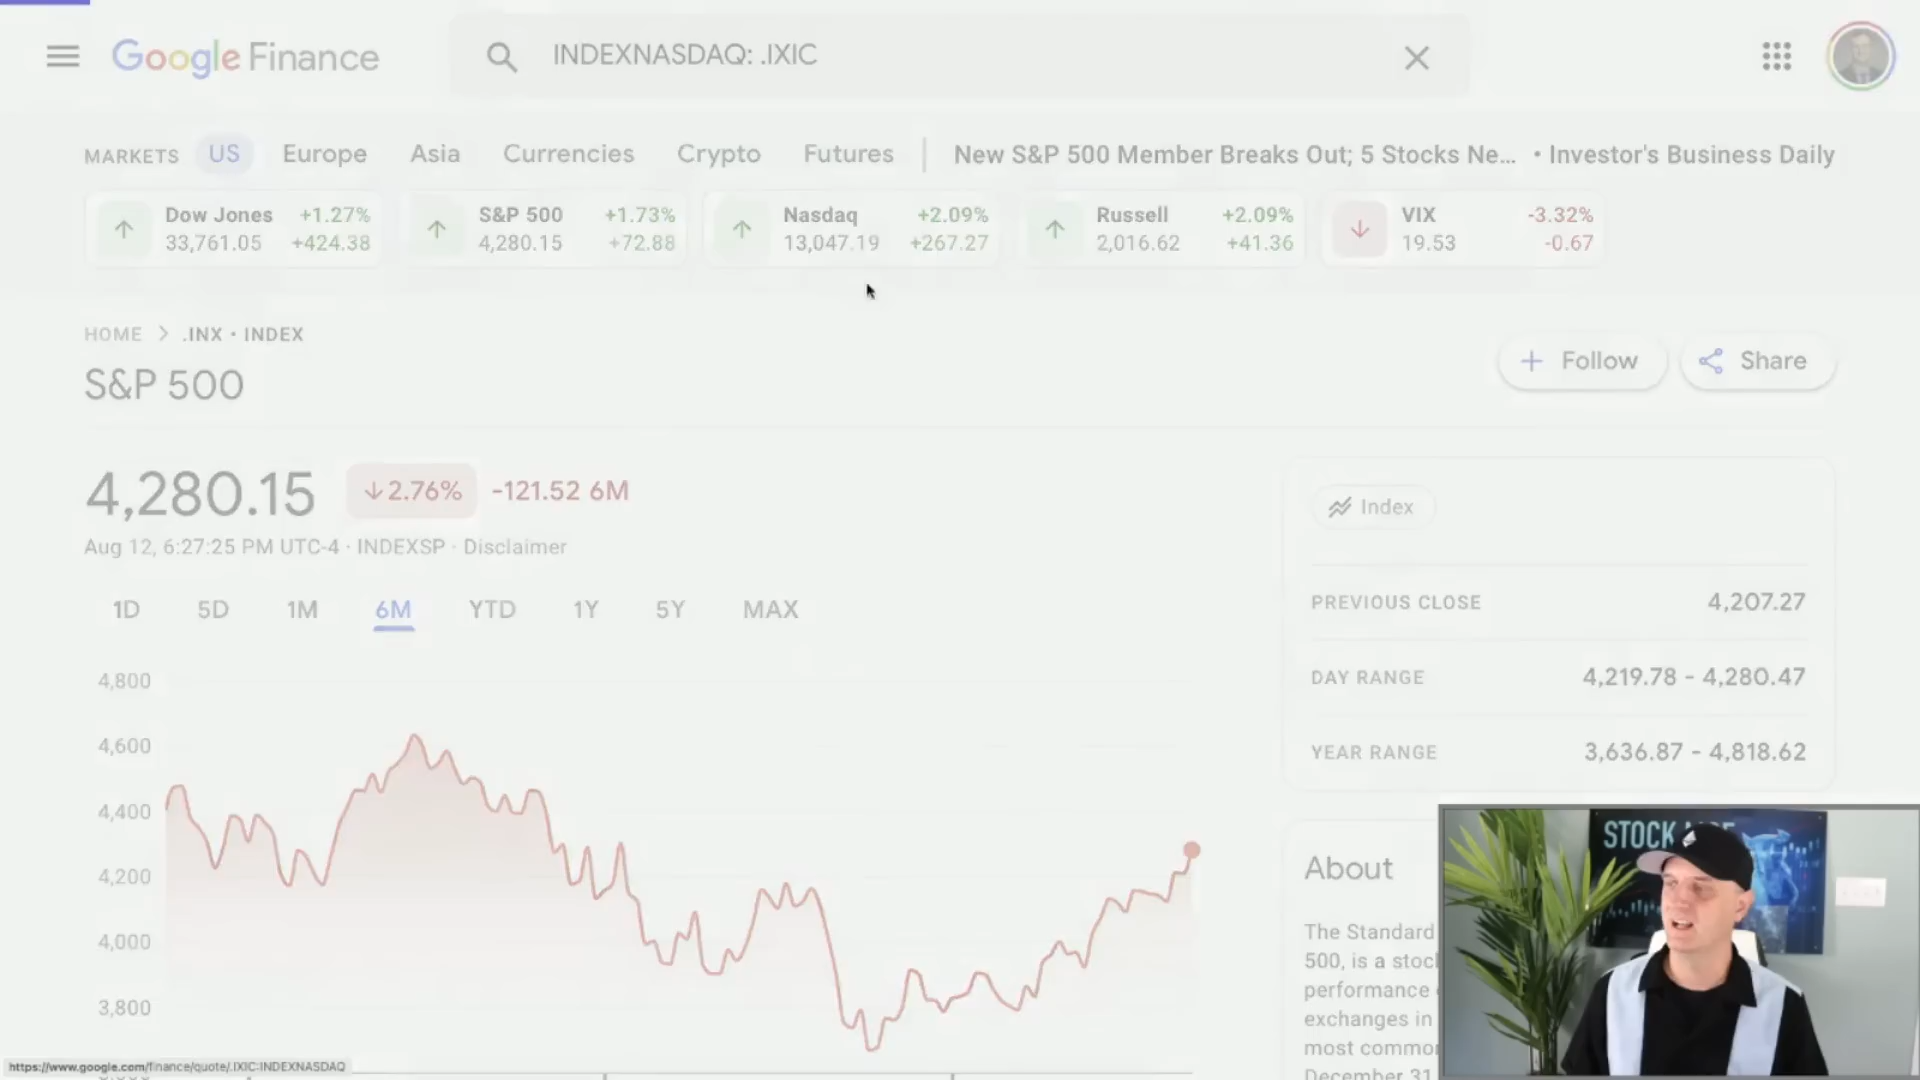 Google Finance
INDEXNASDAQ: .IXIC
MARKETS US Europe Asia Currencies Crypto Futures
New S&P 500 Member Breaks Out; 5 Stocks Ne... • Investor's Business Daily
Dow Jones +1.27%
33,761.05 +424.38
S&P 500 +1.73%
4,280.15 +72.88
Nasdaq +2.09%
13,047.19 +267.27
Russell +2.09%
2,016.62 +41.36
VIX -3.32%
19.53 -0.67
HOME > .INX • INDEX
S&P 500
Follow
Share
4,280.15 ↓2.76% -121.52 6M
Aug 12, 6:27:25 PM UTC-4 · INDEXSP · Disclaimer
1D 5D 1M 6M YTD 1Y 5Y MAX
4,800
4,600
4,400
4,200
4,000
3,800
Index
PREVIOUS CLOSE 4,207.27
DAY RANGE 4,219.78 - 4,280.47
YEAR RANGE 3,636.87 - 4,818.62
About
The Standard
500, is a stock
performance
exchanges in
most common
December 31
STOCK
https://www.google.com/finance/quote/.IXIC:INDEXNASDAQ